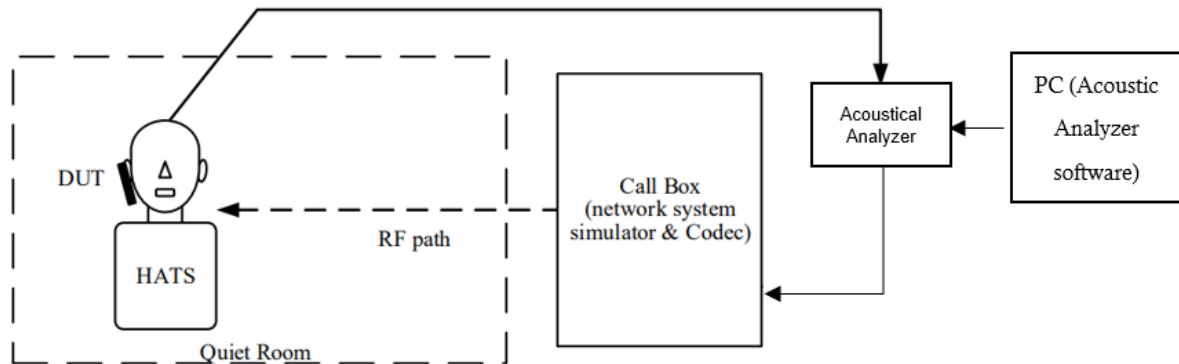 DUT
HATS
RF path
Quiet Room
Call Box
(network system
simulator & Codec)
Acoustical
Analyzer
PC (Acoustic
Analyzer
software)